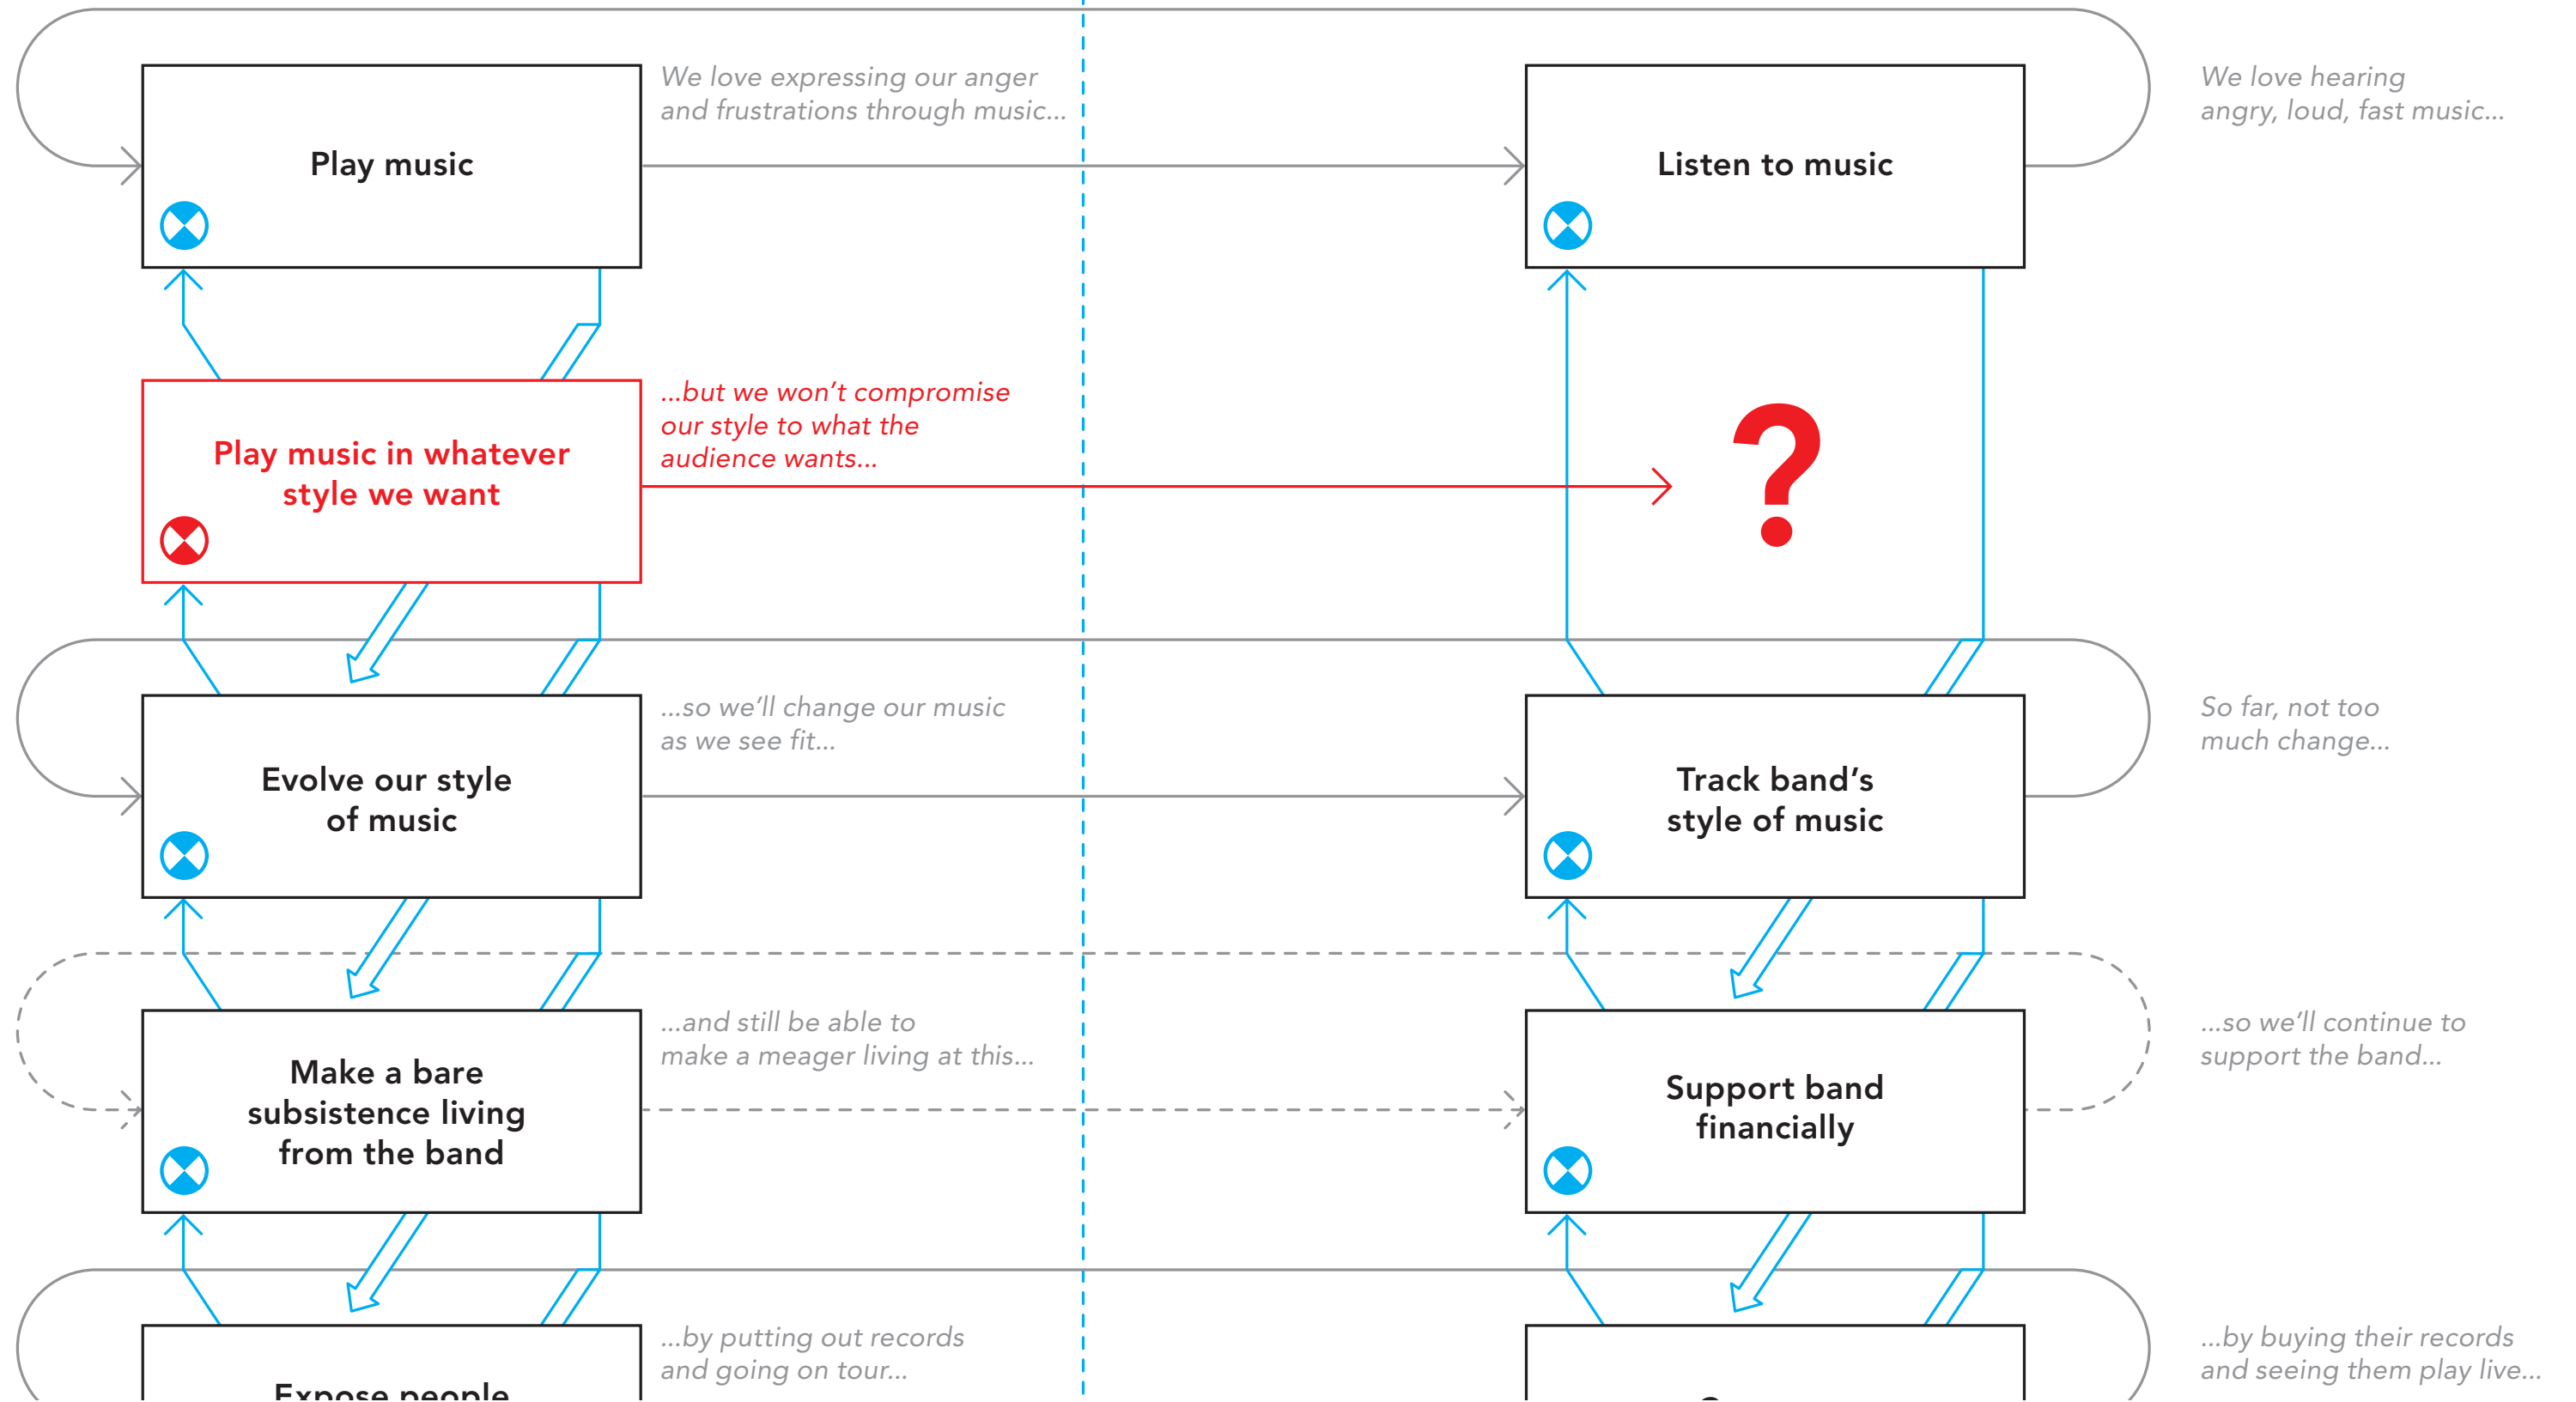 We love expressing our anger
and frustrations through music...
We love hearing
angry, loud, fast music...
Play music
Listen to music
...but we won’t compromise
our style to what the
audience wants...
Play music in whatever
style we want
?
...so we’ll change our music
as we see fit...
So far, not too
much change...
Evolve our style
of music
Track band’s
style of music
...and still be able to
make a meager living at this...
...so we’ll continue to
support the band...
Make a bare
subsistence living
from the band
Support band
financially
...by putting out records
and going on tour...
...by buying their records
and seeing them play live...
Expose people